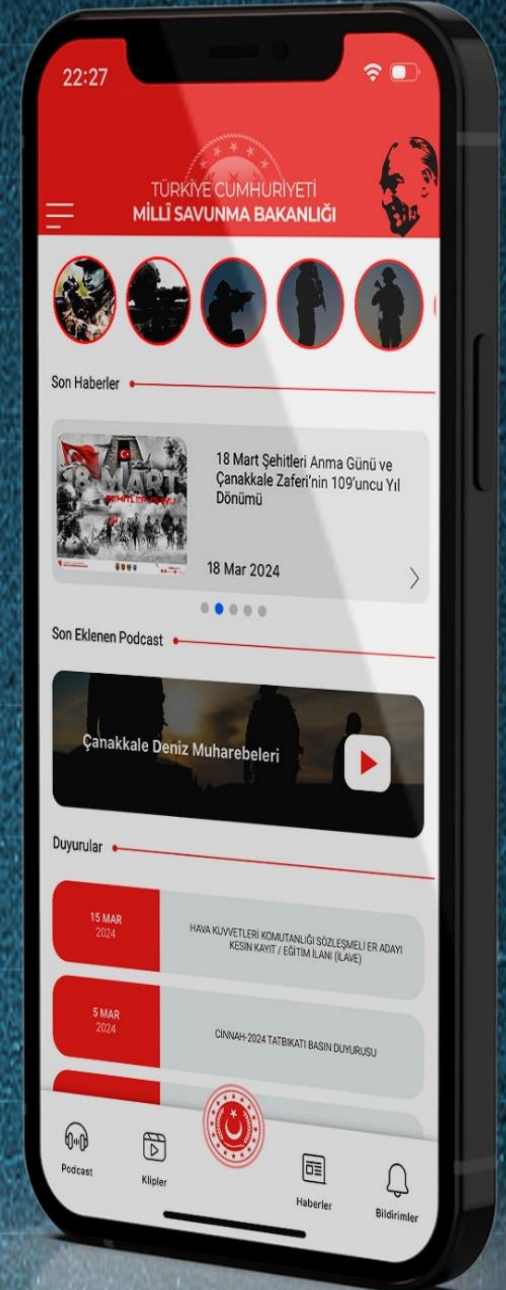 22:27
TÜRKİYE CUMHURİYETİ
MİLLÎ SAVUNMA BAKANLIĞI
Son Haberler
18 MART
18 Mart Şehitleri Anma Günü ve
Çanakkale Zaferi'nin 109'uncu Yıl
Dönümü
18 Mar 2024
Son Eklenen Podcast
Çanakkale Deniz Muharebeleri
Duyurular
15 MAR
2024
HAVA KUVVETLERİ KOMUTANLIĞI SÖZLEŞMELİ ER ADAYI
KESİN KAYIT / EĞİTİM İLANI (İLAVE)
5 MAR
2024
CİNNAH-2024 TATBIKATI BASIN DUYURUSU
Podcast
Klipler
Haberler
Bildirimler